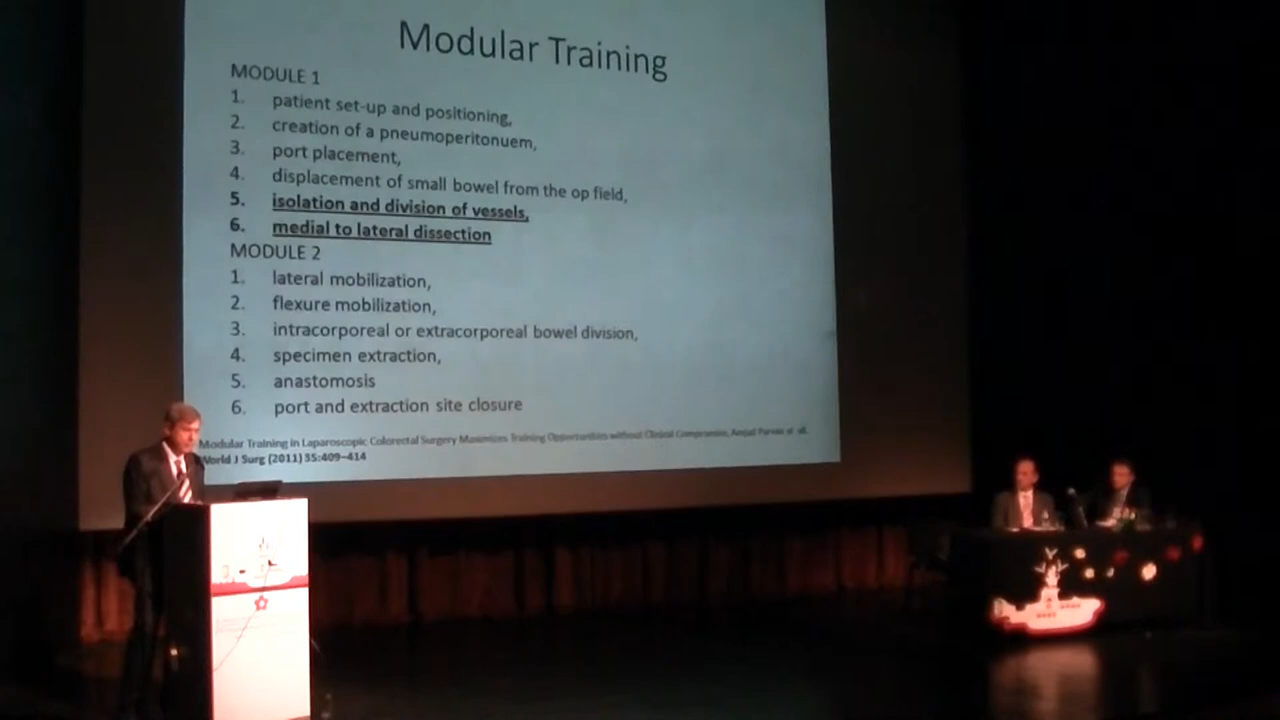 Modular Training
MODULE 1
1. patient set-up and positioning,
2. creation of a pneumoperitonuem,
3. port placement,
4. displacement of small bowel from the op field,
5. isolation and division of vessels,
6. medial to lateral dissection
MODULE 2
1. lateral mobilization,
2. flexure mobilization,
3. intracorporeal or extracorporeal bowel division,
4. specimen extraction,
5. anastomosis
6. port and extraction site closure
Modular Training in Laparoscopic Colorectal Surgery Maximizes Training Opportunities without Clinical Compromise, Amjad Parvaiz et al.
World J Surg (2011) 35:409–414